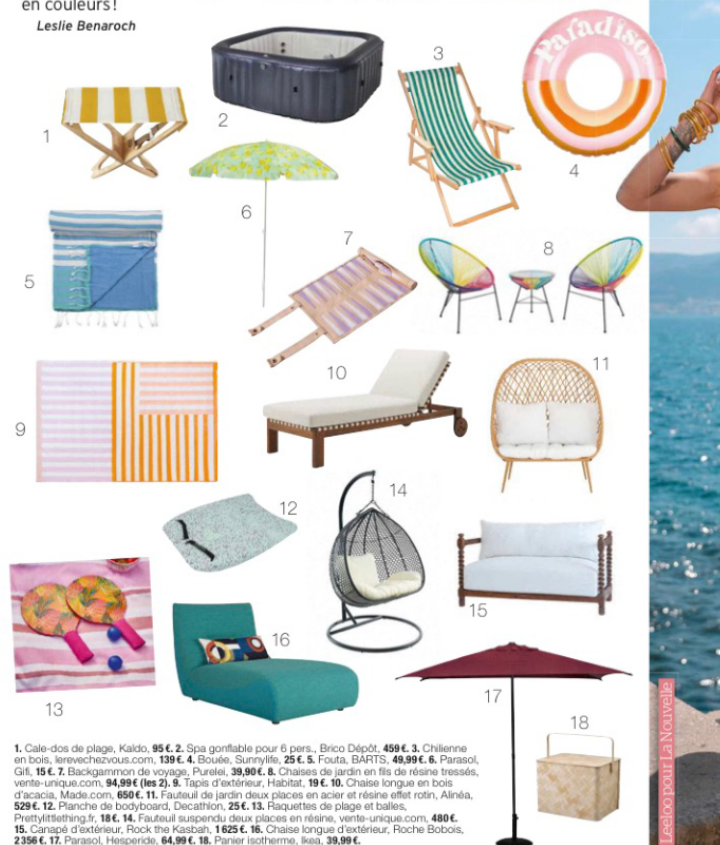 en couleurs !
Leslie Benaroch
Paradiso
1
2
3
4
5
6
7
8
9
10
11
12
13
14
15
16
17
18
1. Cale-dos de plage, Kaldo, 95 €. 2. Spa gonflable pour 6 pers., Brico Dépôt, 459 €. 3. Chilienne
en bois, lerevechezvous.com, 139 €. 4. Bouée, Sunnylife, 25 €. 5. Fouta, BARTS, 49,99 €. 6. Parasol,
Gifi, 15 €. 7. Backgammon de voyage, Purelei, 39,90 €. 8. Chaises de jardin en fils de résine tressés,
vente-unique.com, 94,99 € (les 2). 9. Tapis d'extérieur, Habitat, 19 €. 10. Chaise longue en bois
d'acacia, Made.com, 650 €. 11. Fauteuil de jardin deux places en acier et résine effet rotin, Alinéa,
529 €. 12. Planche de bodyboard, Decathlon, 25 €. 13. Raquettes de plage et balles,
Prettylittlething.fr, 18 €. 14. Fauteuil suspendu deux places en résine, vente-unique.com, 480 €.
15. Canapé d'extérieur, Rock the Kasbah, 1 625 €. 16. Chaise longue d'extérieur, Roche Bobois,
2 356 €. 17. Parasol, Hesperide, 64,99 €. 18. Panier isotherme, Ikea, 39,99 €.
Leeloo pour La Nouvelle